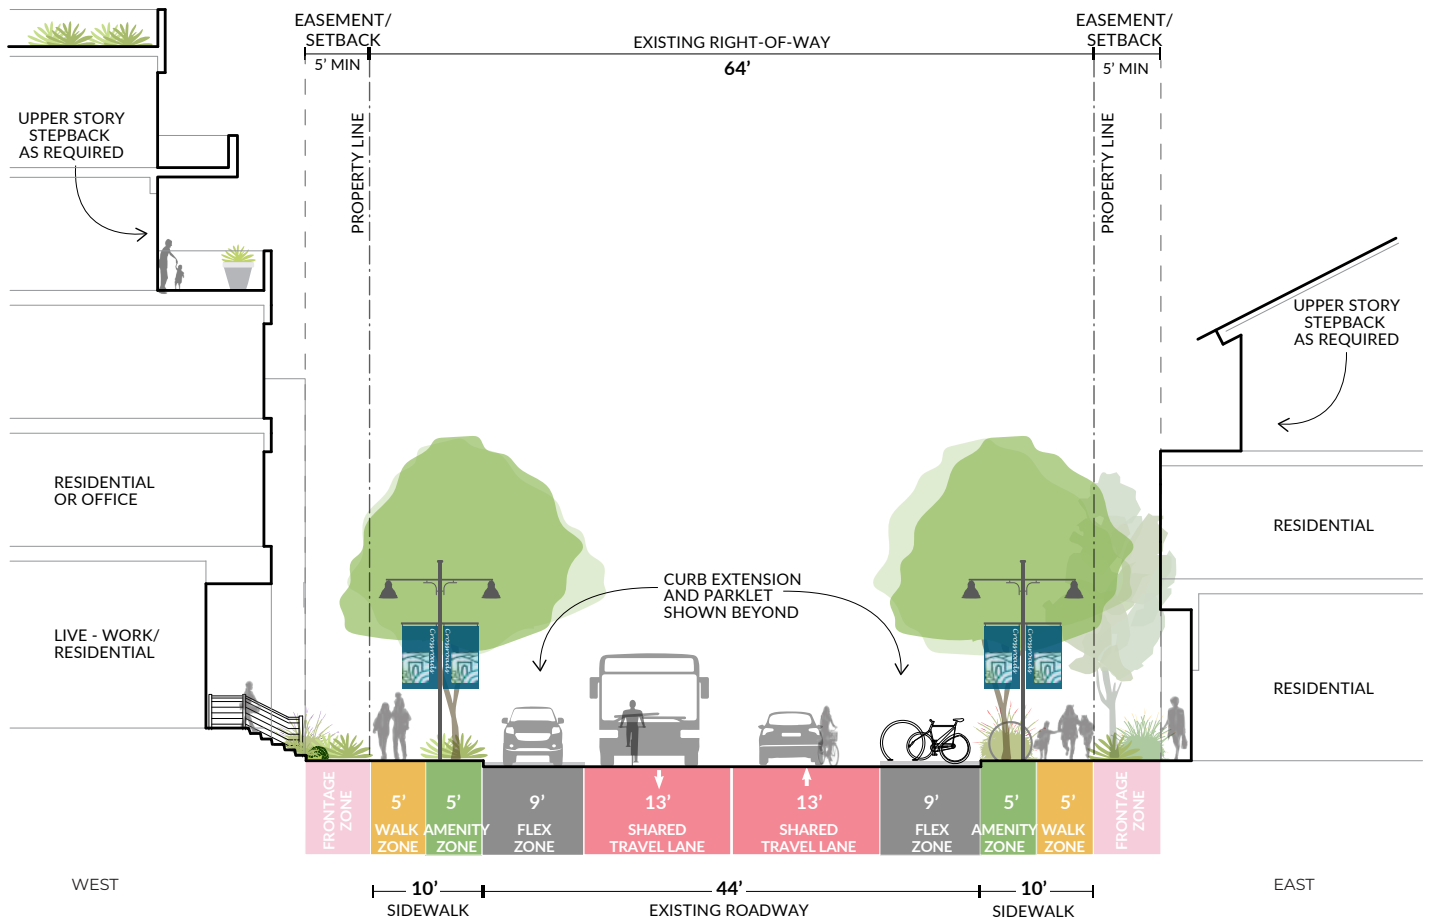 EASEMENT/
SETBACK
5’ MIN
EXISTING RIGHT-OF-WAY
64’
EASEMENT/
SETBACK
5’ MIN
UPPER STORY
STEPBACK
AS REQUIRED
PROPERTY LINE
PROPERTY LINE
UPPER STORY
STEPBACK
AS REQUIRED
RESIDENTIAL
OR OFFICE
RESIDENTIAL
CURB EXTENSION
AND PARKLET
SHOWN BEYOND
LIVE - WORK/
RESIDENTIAL
Crossroads
Crossroads
Crossroads
Crossroads
RESIDENTIAL
FRONTAGE
ZONE
5’
WALK
ZONE
5’
AMENITY
ZONE
9’
FLEX
ZONE
13’
SHARED
TRAVEL LANE
13’
SHARED
TRAVEL LANE
9’
FLEX
ZONE
5’
AMENITY
ZONE
5’
WALK
ZONE
FRONTAGE
ZONE
WEST
10’
SIDEWALK
44’
EXISTING ROADWAY
10’
SIDEWALK
EAST